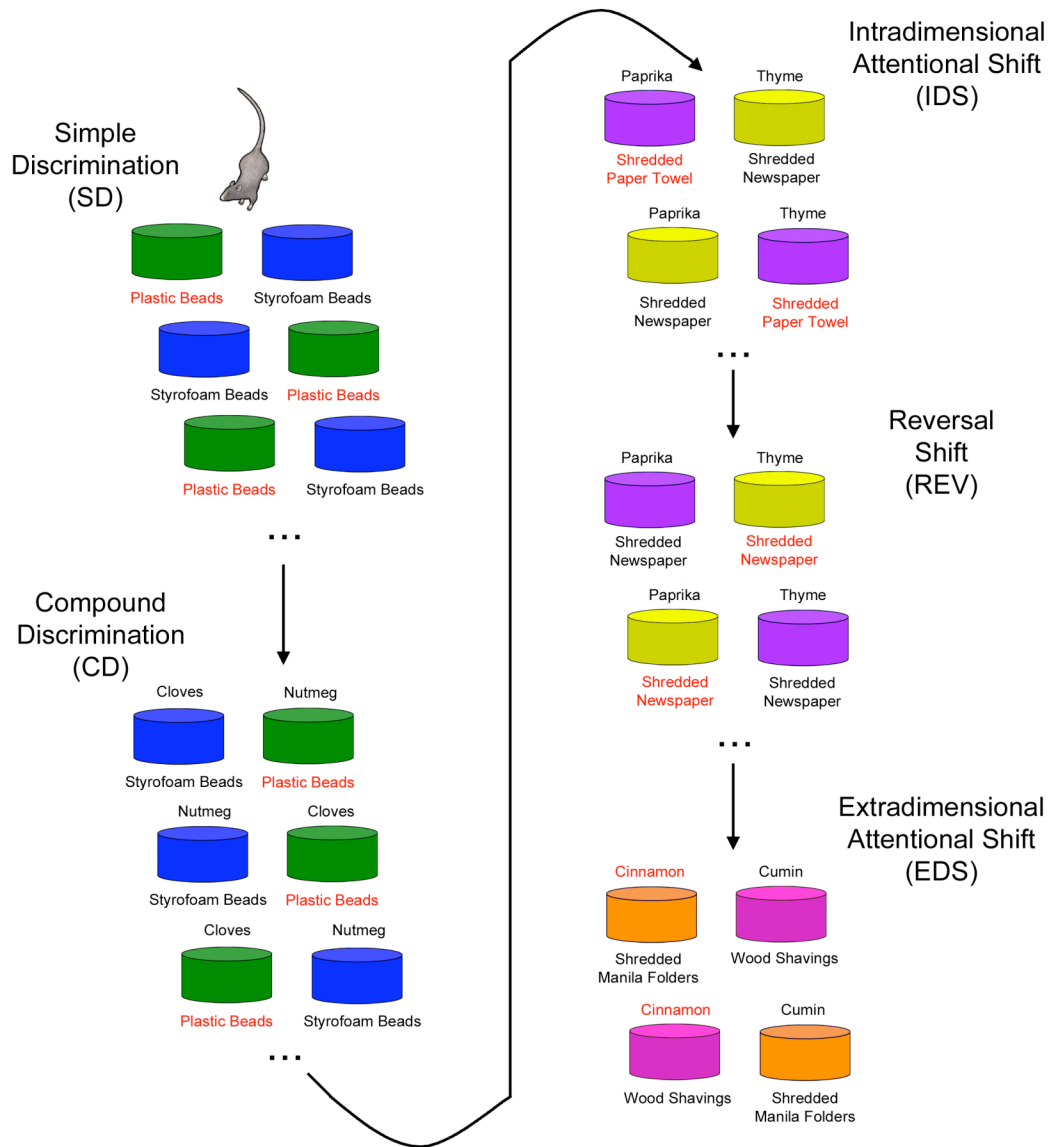 Simple
Discrimination
(SD)
Plastic Beads
Styrofoam Beads
Styrofoam Beads
Plastic Beads
Plastic Beads
Styrofoam Beads
...
Compound
Discrimination
(CD)
Cloves
Nutmeg
Styrofoam Beads
Plastic Beads
Nutmeg
Cloves
Styrofoam Beads
Plastic Beads
Cloves
Nutmeg
Plastic Beads
Styrofoam Beads
...
Intradimensional
Attentional Shift
(IDS)
Paprika
Thyme
Shredded
Paper Towel
Shredded
Newspaper
Paprika
Thyme
Shredded
Newspaper
Shredded
Paper Towel
...
Reversal
Shift
(REV)
Paprika
Thyme
Shredded
Newspaper
Shredded
Newspaper
Paprika
Thyme
Shredded
Newspaper
Shredded
Newspaper
...
Extradimensional
Attentional Shift
(EDS)
Cinnamon
Cumin
Shredded
Manila Folders
Wood Shavings
Cinnamon
Cumin
Wood Shavings
Shredded
Manila Folders